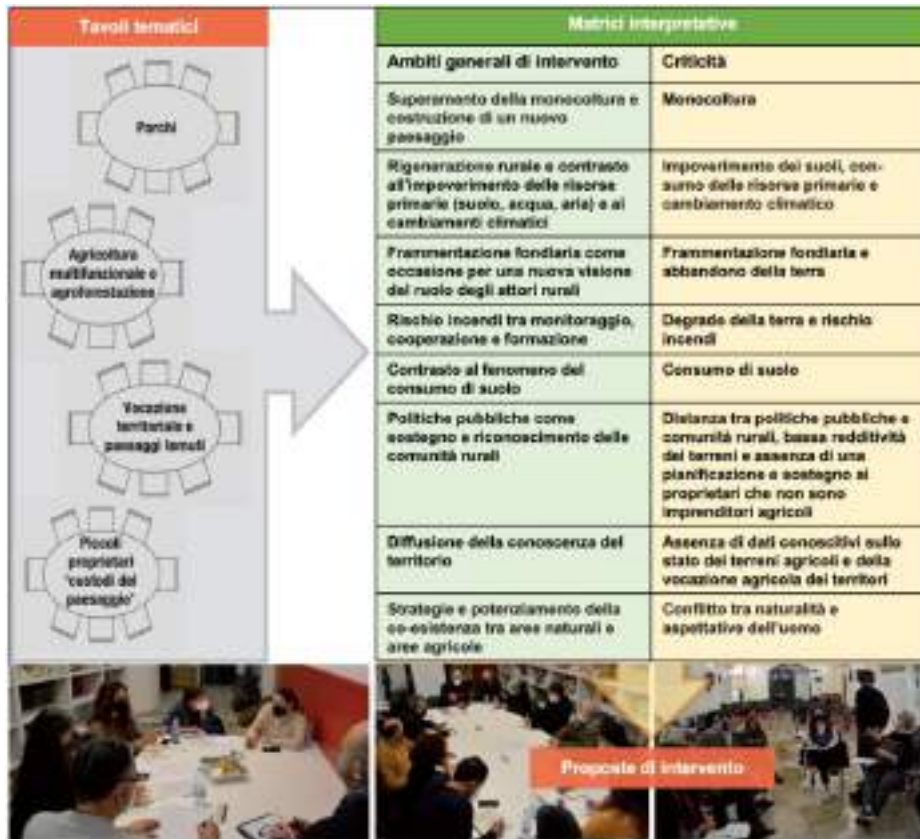 Tavoli tematici
Parchi
Agricoltura
multifunzionale e
agroforestazione
Vocazione
territoriale e
paesaggi
Piccoli
proprietari
"custodi del
paesaggio"
Matrici interpretative
Ambiti generali di intervento
Criticità
Superamento della monocoltura e
costruzione di un nuovo
paesaggio
Monocoltura
Rigenerazione rurale e contrasto
all'impoverimento delle risorse
primarie (suolo, acqua, aria) e ai
cambiamenti climatici
Impoverimento dei suoli, con-
sumo delle risorse primarie e
cambiamento climatico
Frammentazione fondiaria come
occasione per una nuova visione
del ruolo degli attori rurali
Frammentazione fondiaria e
abbandono della terra
Rischio incendi tra monitoraggio,
cooperazione e formazione
Degrado della terra e rischio
incendi
Contrasto al fenomeno del
consumo di suolo
Consumo di suolo
Politiche pubbliche come
sostegno e riconoscimento delle
comunità rurali
Distanza tra politiche pubbliche e
comunità rurali, bassa redditività
dei terreni e assenza di una
pianificazione e sostegno ai
proprietari che non sono
imprenditori agricoli
Diffusione della conoscenza del
territorio
Assenza di dati conoscitivi sullo
stato dei terreni agricoli e della
vocazione agricola dei territori
Strategie e potenziamento della
co-esistenza tra aree naturali e
aree agricole
Conflitto tra naturalità e
aspettative dell'uomo
Proposte di intervento